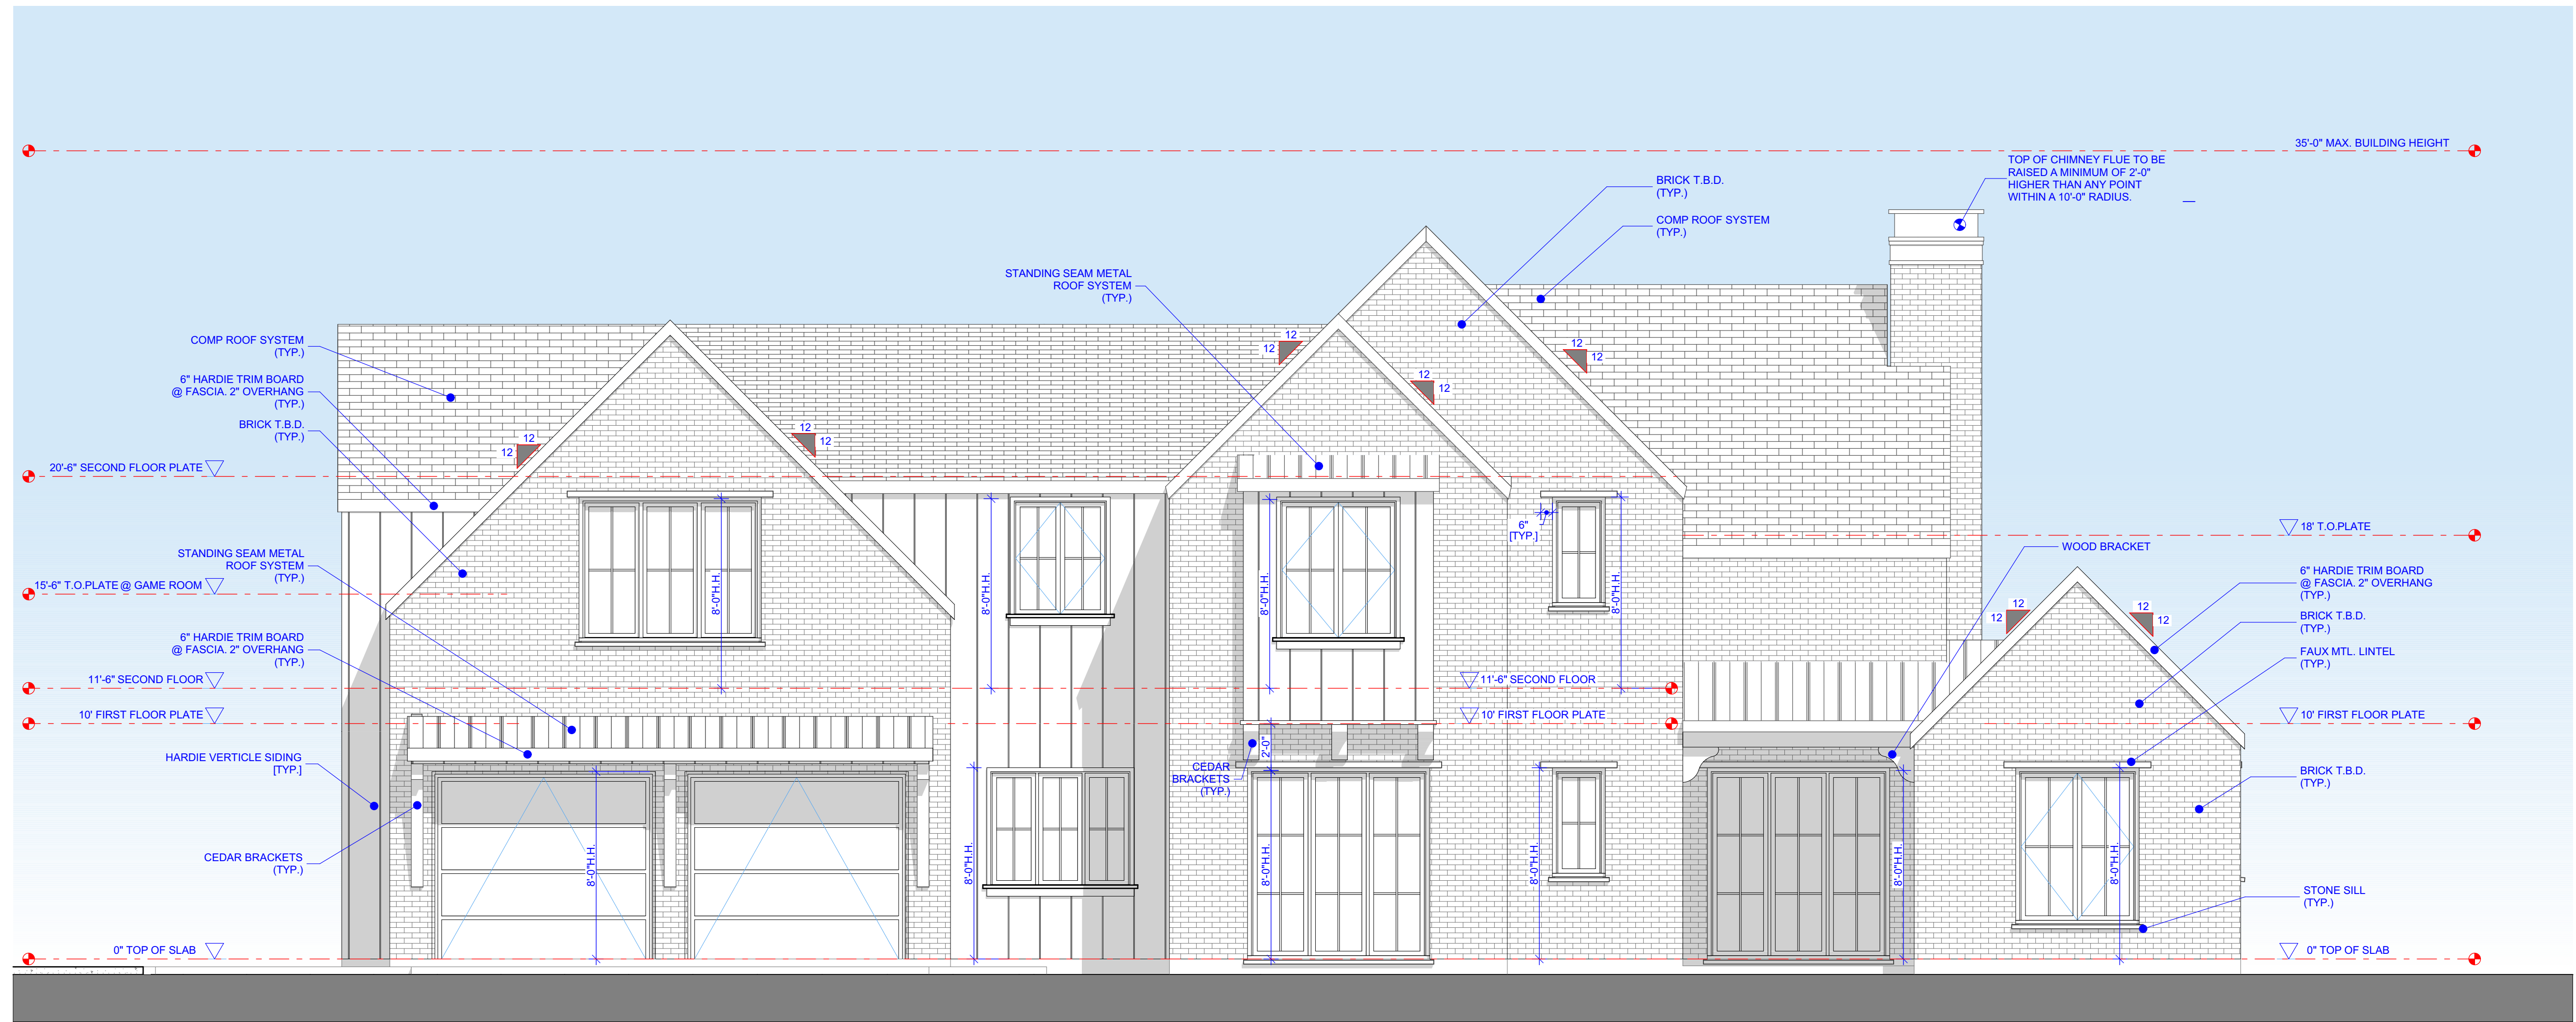 35'-0" MAX. BUILDING HEIGHT
TOP OF CHIMNEY FLUE TO BE
RAISED A MINIMUM OF 2'-0"
HIGHER THAN ANY POINT
WITHIN A 10'-0" RADIUS.
BRICK T.B.D.
(TYP.)
COMP ROOF SYSTEM
(TYP.)
STANDING SEAM METAL
ROOF SYSTEM
(TYP.)
COMP ROOF SYSTEM
(TYP.)
6" HARDIE TRIM BOARD
@ FASCIA. 2" OVERHANG
(TYP.)
BRICK T.B.D.
(TYP.)
12
12
12
12
12
12
12
12
12
12
20'-6" SECOND FLOOR PLATE
18' T.O.PLATE
6"
[TYP.]
WOOD BRACKET
STANDING SEAM METAL
ROOF SYSTEM
(TYP.)
15'-6" T.O.PLATE @ GAME ROOM
8'-0"H.H.
8'-0"H.H.
8'-0"H.H.
8'-0"H.H.
6" HARDIE TRIM BOARD
@ FASCIA. 2" OVERHANG
(TYP.)
12
12
12
12
BRICK T.B.D.
(TYP.)
FAUX MTL. LINTEL
(TYP.)
6" HARDIE TRIM BOARD
@ FASCIA. 2" OVERHANG
(TYP.)
11'-6" SECOND FLOOR
11'-6" SECOND FLOOR
10' FIRST FLOOR PLATE
10' FIRST FLOOR PLATE
10' FIRST FLOOR PLATE
HARDIE VERTICLE SIDING
[TYP.]
2'-0"
CEDAR
BRACKETS
(TYP.)
BRICK T.B.D.
(TYP.)
CEDAR BRACKETS
(TYP.)
8'-0"H.H.
8'-0"H.H.
8'-0"H.H.
8'-0"H.H.
8'-0"H.H.
8'-0"H.H.
STONE SILL
(TYP.)
0" TOP OF SLAB
0" TOP OF SLAB